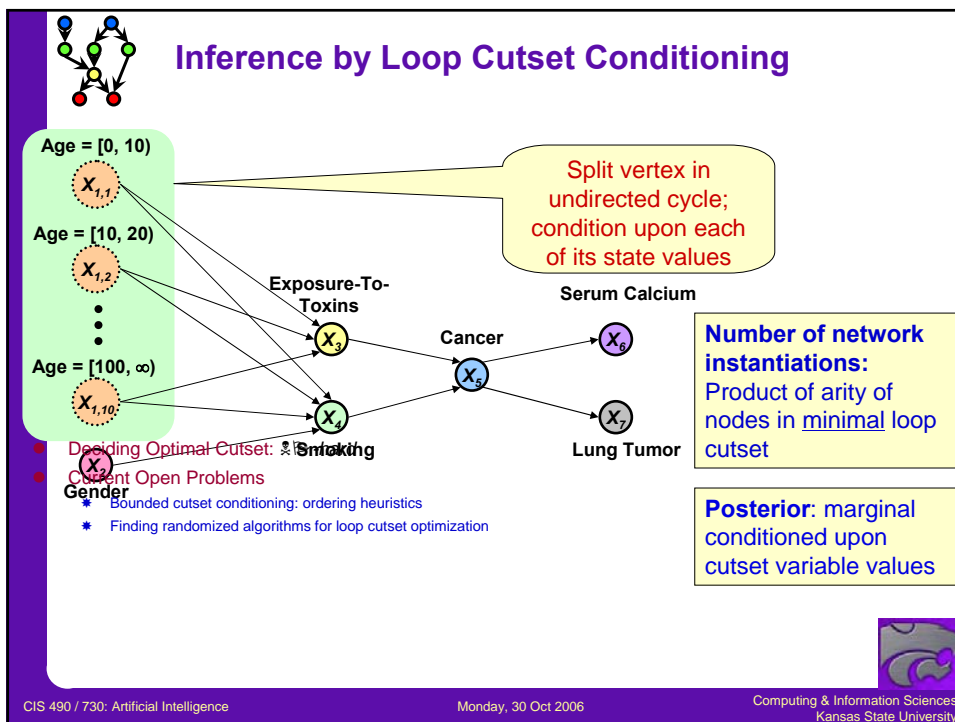 Inference by Loop Cutset Conditioning
Age = [0, 10)
X1,1
Age = [10, 20)
X1,2
Age = [100, ∞)
X1,10
Split vertex in
undirected cycle;
condition upon each
of its state values
Exposure-To-
Toxins
X3
Serum Calcium
X6
Cancer
X5
X4
Smoking
X7
Lung Tumor
X2
Gender
Number of network
instantiations:
Product of arity of
nodes in minimal loop
cutset
Posterior: marginal
conditioned upon
cutset variable values
Deciding Optimal Cutset:
Current Open Problems
Bounded cutset conditioning: ordering heuristics
Finding randomized algorithms for loop cutset optimization
CIS 490 / 730: Artificial Intelligence
Monday, 30 Oct 2006
Computing & Information Sciences
Kansas State University